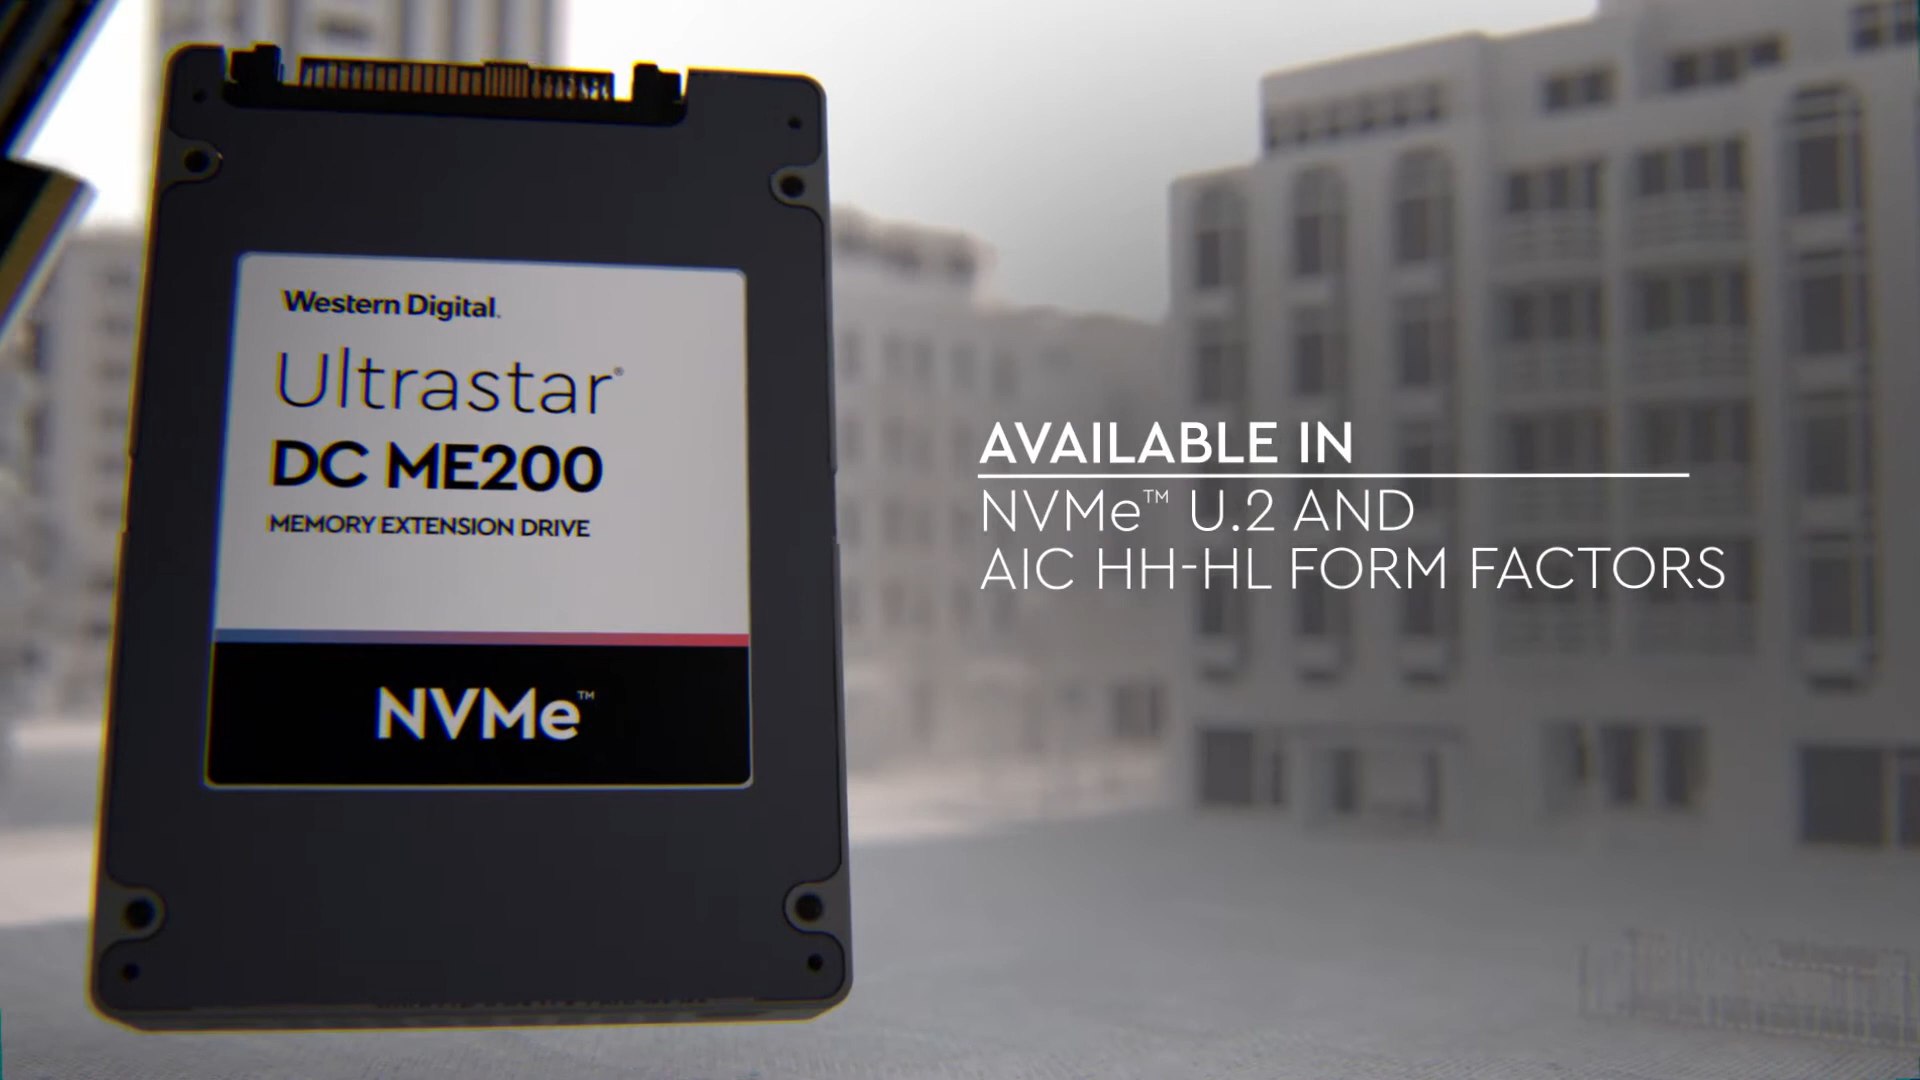 Western Digital.
Ultrastar®
DC ME200
MEMORY EXTENSION DRIVE
NVMe™
AVAILABLE IN
NVMe™ U.2 AND
AIC HH-HL FORM FACTORS